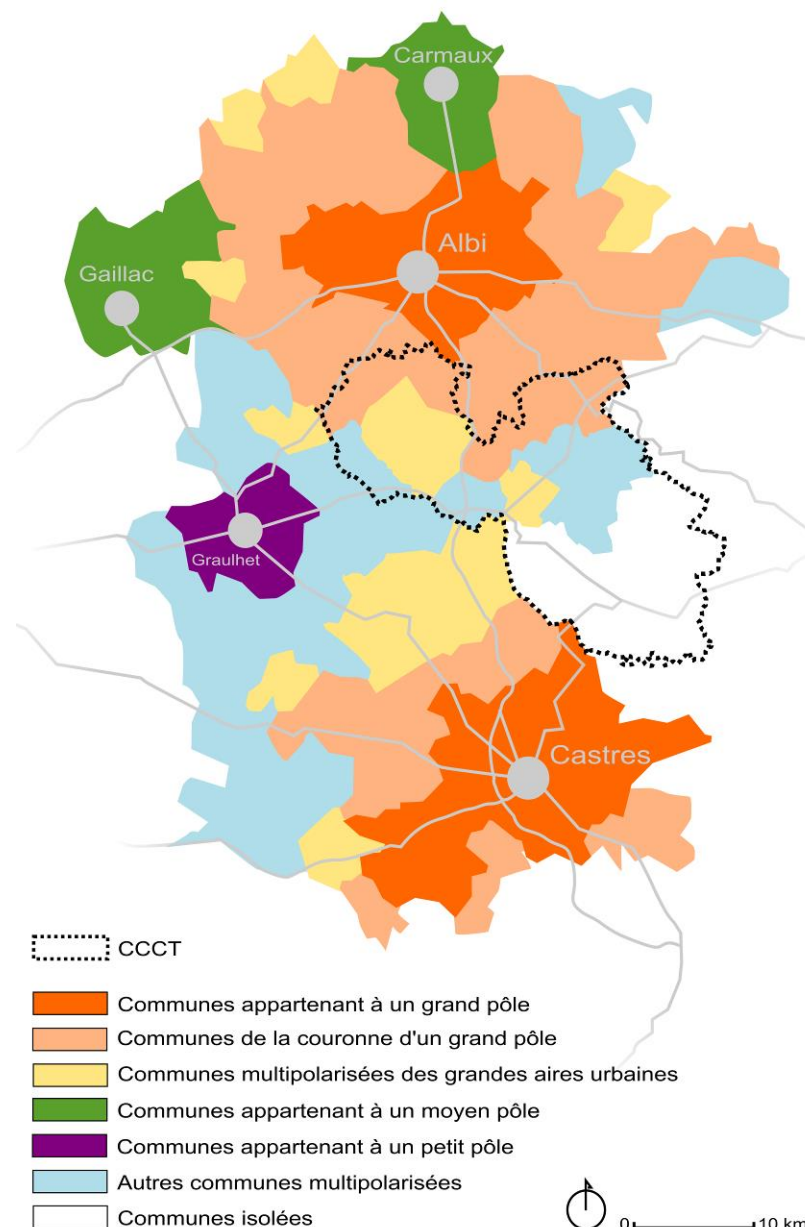 Carmaux
Albi
Gaillac
Graulhet
Castres
CCCT
Communes appartenant à un grand pôle
Communes de la couronne d'un grand pôle
Communes multipolarisées des grandes aires urbaines
Communes appartenant à un moyen pôle
Communes appartenant à un petit pôle
Autres communes multipolarisées
Communes isolées
0 10 km